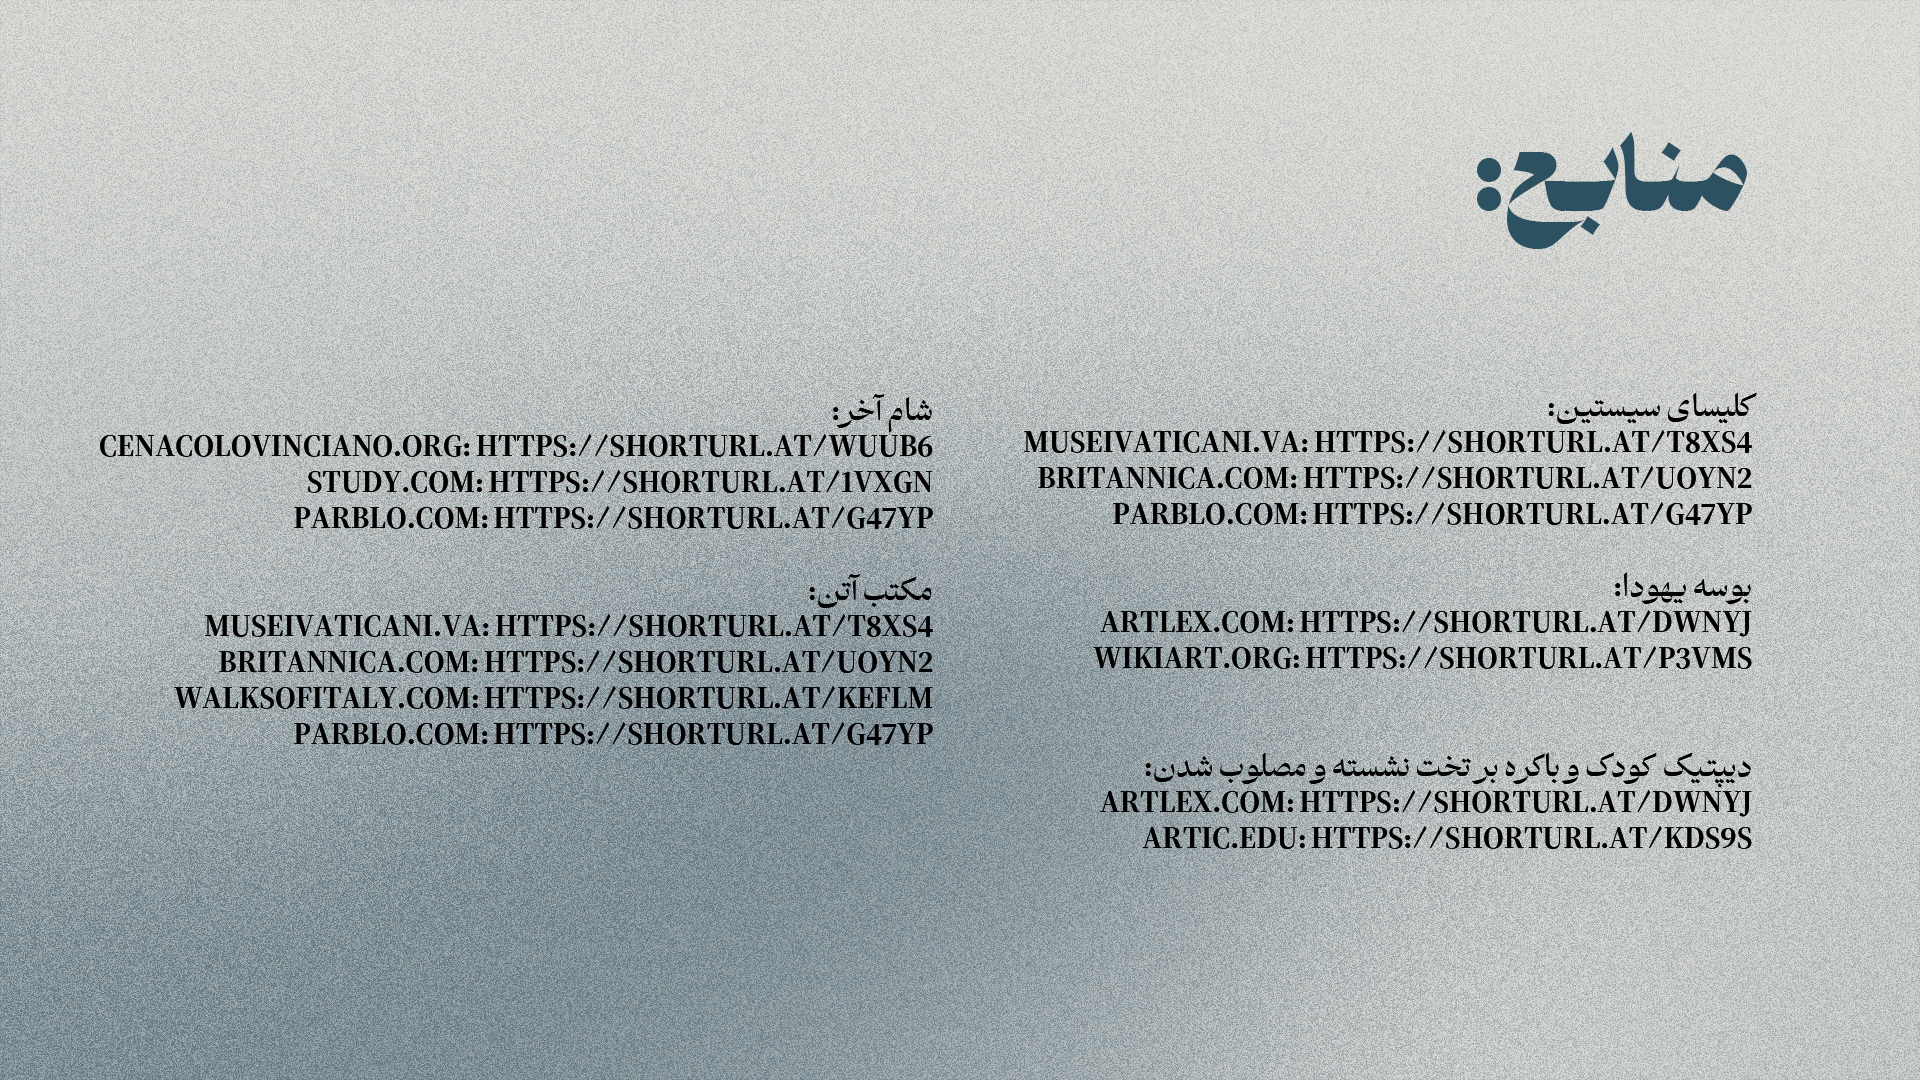 منابع:
کلیسای سیستین:
MUSEIVATICANI.VA: HTTPS://SHORTURL.AT/T8XS4
BRITANNICA.COM: HTTPS://SHORTURL.AT/UOYN2
PARBLO.COM: HTTPS://SHORTURL.AT/G47YP
بوسه یهودا:
ARTLEX.COM: HTTPS://SHORTURL.AT/DWNYJ
WIKIART.ORG: HTTPS://SHORTURL.AT/P3VMS
دیپتیک کودک و باکره بر تخت نشسته و مصلوب شدن:
ARTLEX.COM: HTTPS://SHORTURL.AT/DWNYJ
ARTIC.EDU: HTTPS://SHORTURL.AT/KDS9S
شام آخر:
CENACOLOVINCIANO.ORG: HTTPS://SHORTURL.AT/WUUB6
STUDY.COM: HTTPS://SHORTURL.AT/1VXGN
PARBLO.COM: HTTPS://SHORTURL.AT/G47YP
مکتب آتن:
MUSEIVATICANI.VA: HTTPS://SHORTURL.AT/T8XS4
BRITANNICA.COM: HTTPS://SHORTURL.AT/UOYN2
WALKSOFITALY.COM: HTTPS://SHORTURL.AT/KEFLM
PARBLO.COM: HTTPS://SHORTURL.AT/G47YP